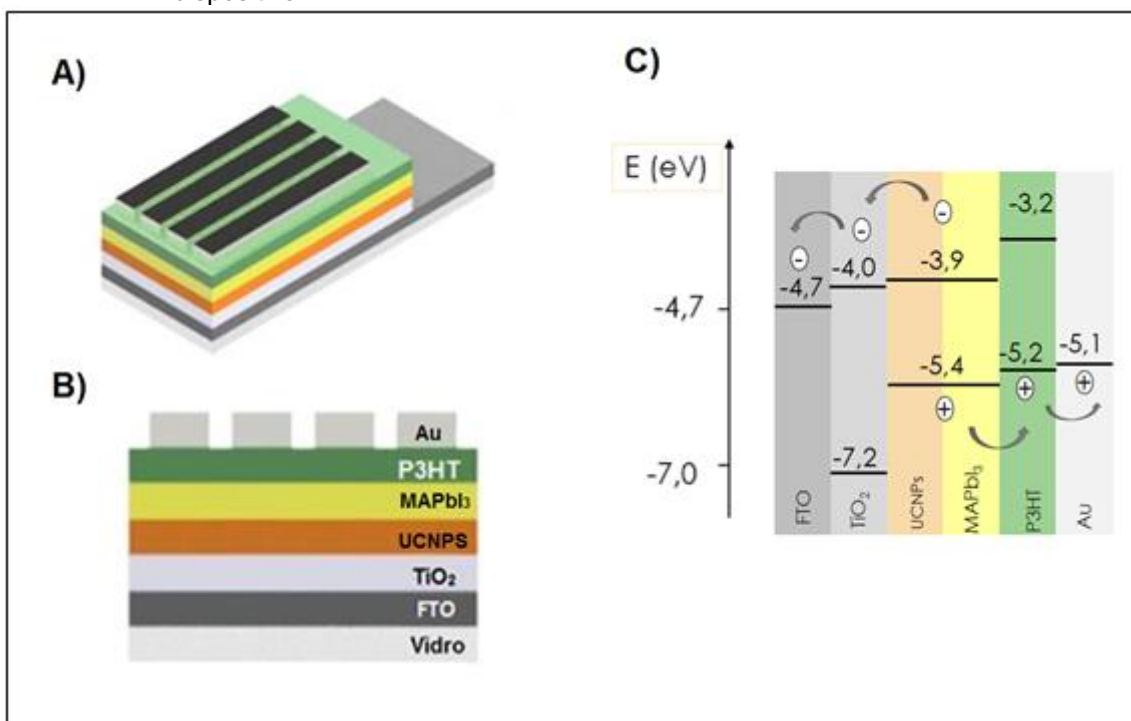 A)
B)
Au
P3HT
MAPbI₃
UCNPS
TiO₂
FTO
Vidro
C)
E (eV)
-4,7
-7,0
-3,2
-4,0
-3,9
-4,7
-5,4
-5,2
-5,1
-7,2
-
-
-
+
+
+
FTO
TiO₂
UCNPs
MAPbI₃
P3HT
Au